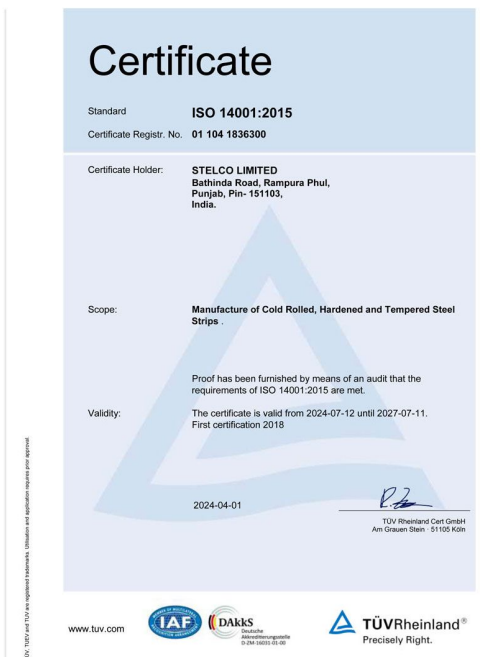 Certificate
Standard ISO 14001:2015
Certificate Registr. No. 01 104 1836300
Certificate Holder: STELCO LIMITED
Bathinda Road, Rampura Phul,
Punjab, Pin- 151103,
India.
Scope: Manufacture of Cold Rolled, Hardened and Tempered Steel
Strips .
Proof has been furnished by means of an audit that the
requirements of ISO 14001:2015 are met.
Validity: The certificate is valid from 2024-07-12 until 2027-07-11.
First certification 2018
2024-04-01
TÜV Rheinland Cert GmbH
Am Grauen Stein · 51105 Köln
TÜV, TUEV and TUV are registered trademarks. Utilisation and application requires prior approval.
www.tuv.com
IAF
DAkkS
Deutsche
Akkreditierungsstelle
D-ZM-16031-01-00
TÜVRheinland®
Precisely Right.